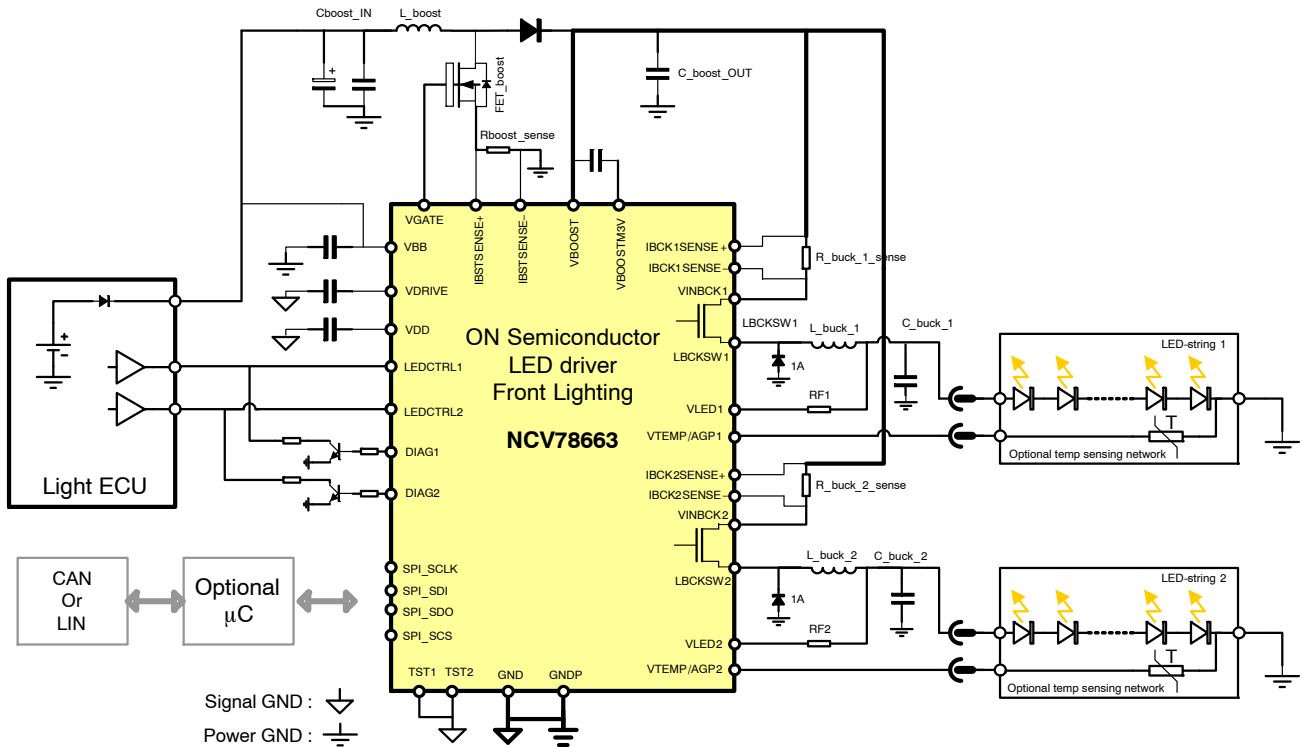 Cboost_IN
L_boost
C_boost_OUT
FET_boost
Rboost_sense
VGATE
IBSTSENSE+
IBSTSENSE−
VBOOST
VBOOSTM3V
VBB
VDRIVE
VDD
LEDCTRL1
LEDCTRL2
DIAG1
DIAG2
SPI_SCLK
SPI_SDI
SPI_SDO
SPI_SCS
TST1
TST2
GND
GNDP
ON Semiconductor
LED driver
Front Lighting
NCV78663
IBCK1SENSE +
IBCK1SENSE−
VINBCK1
LBCKSW1
LBCKSW1
VLED1
VTEMP/AGP1
IBCK2SENSE+
IBCK2SENSE−
VINBCK2
LBCKSW2
VLED2
VTEMP/AGP2
R_buck_1_sense
L_buck_1
C_buck_1
1A
RF1
R_buck_2_sense
L_buck_2
C_buck_2
1A
RF2
LED-string 1
T
Optional temp sensing network
LED-string 2
T
Optional temp sensing network
+
+
−
Light ECU
CAN
Or
LIN
Optional
μC
Signal GND :
Power GND :